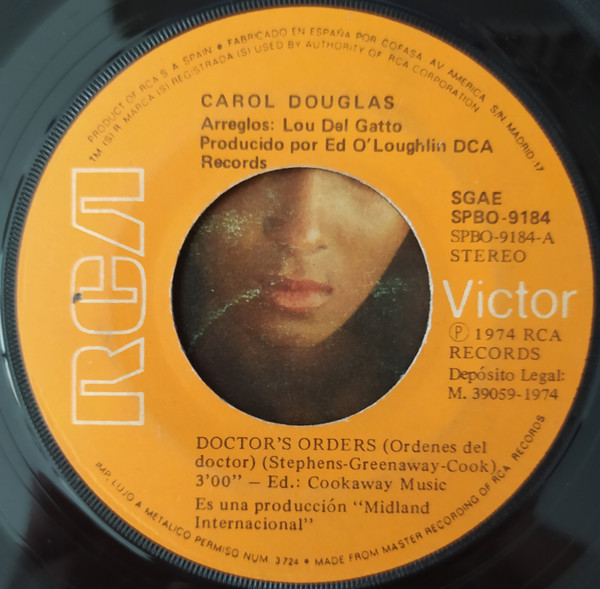 PRODUCT OF RCA S. A. SPAIN • FABRICADO EN ESPAÑA POR COFASA, AV. AMERICA, S/N. MADRID-17
TM (S) R MARCA (S) REGISTRADA (S) USED BY AUTHORITY OF RCA CORPORATION
CAROL DOUGLAS
Arreglos: Lou Del Gatto
Producido por Ed O'Loughlin DCA
Records
SGAE
SPBO-9184
SPBO-9184-A
STEREO
RCA
Victor
Ⓟ 1974 RCA
RECORDS
Depósito Legal:
M. 39059-1974
DOCTOR'S ORDERS (Ordenes del
doctor) (Stephens-Greenaway-Cook)
3'00" — Ed.: Cookaway Music
Es una producción "Midland
Internacional"
IMP. LUJO A METALICO PERMISO NUM. 3724 • MADE FROM MASTER RECORDING OF RCA RECORDS